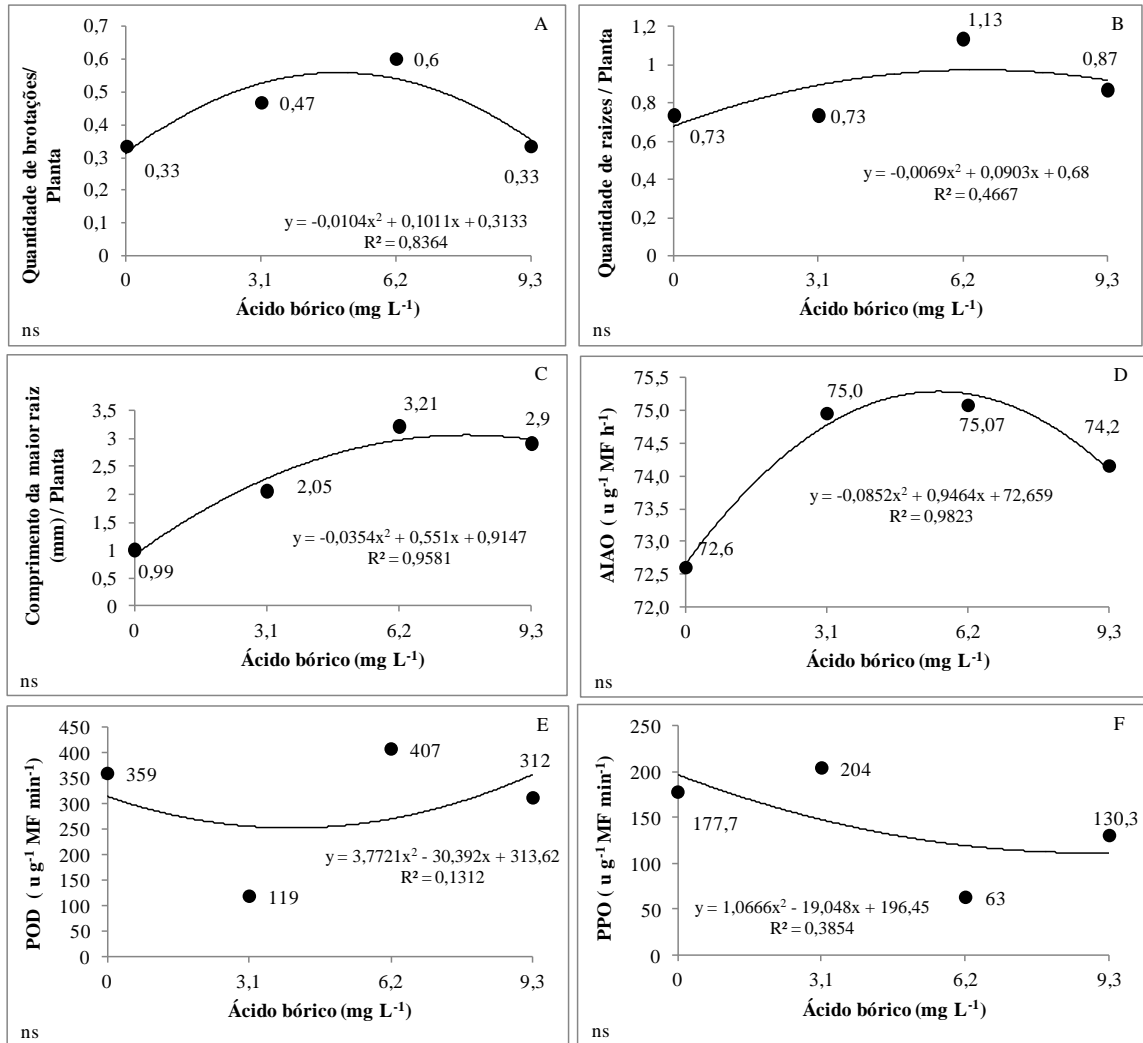 A
Quantidade de brotações/
Planta
0,7
0,6
0,5
0,4
0,3
0,2
0,1
0
0,33
0,47
0,6
0,33
y = -0,0104x² + 0,1011x + 0,3133
R² = 0,8364
0 3,1 6,2 9,3
Ácido bórico (mg L⁻¹)
ns
B
Quantidade de raizes / Planta
1,2
1
0,8
0,6
0,4
0,2
0
0,73
0,73
1,13
0,87
y = -0,0069x² + 0,0903x + 0,68
R² = 0,4667
0 3,1 6,2 9,3
Ácido bórico (mg L⁻¹)
ns
C
Comprimento da maior raiz
(mm) / Planta
3,5
3
2,5
2
1,5
1
0,5
0
0,99
2,05
3,21
2,9
y = -0,0354x² + 0,551x + 0,9147
R² = 0,9581
0 3,1 6,2 9,3
Ácido bórico (mg L⁻¹)
ns
D
AIAO ( u g⁻¹ MF h⁻¹)
75,5
75,0
74,5
74,0
73,5
73,0
72,5
72,0
72,6
75,0
75,07
74,2
y = -0,0852x² + 0,9464x + 72,659
R² = 0,9823
0 3,1 6,2 9,3
Ácido bórico (mg L⁻¹)
ns
E
POD ( u g⁻¹ MF min⁻¹)
450
400
350
300
250
200
150
100
50
0
359
119
407
312
y = 3,7721x² - 30,392x + 313,62
R² = 0,1312
0 3,1 6,2 9,3
Ácido bórico (mg L⁻¹)
ns
F
PPO ( u g⁻¹ MF min⁻¹)
250
200
150
100
50
0
177,7
204
63
130,3
y = 1,0666x² - 19,048x + 196,45
R² = 0,3854
0 3,1 6,2 9,3
Ácido bórico (mg L⁻¹)
ns